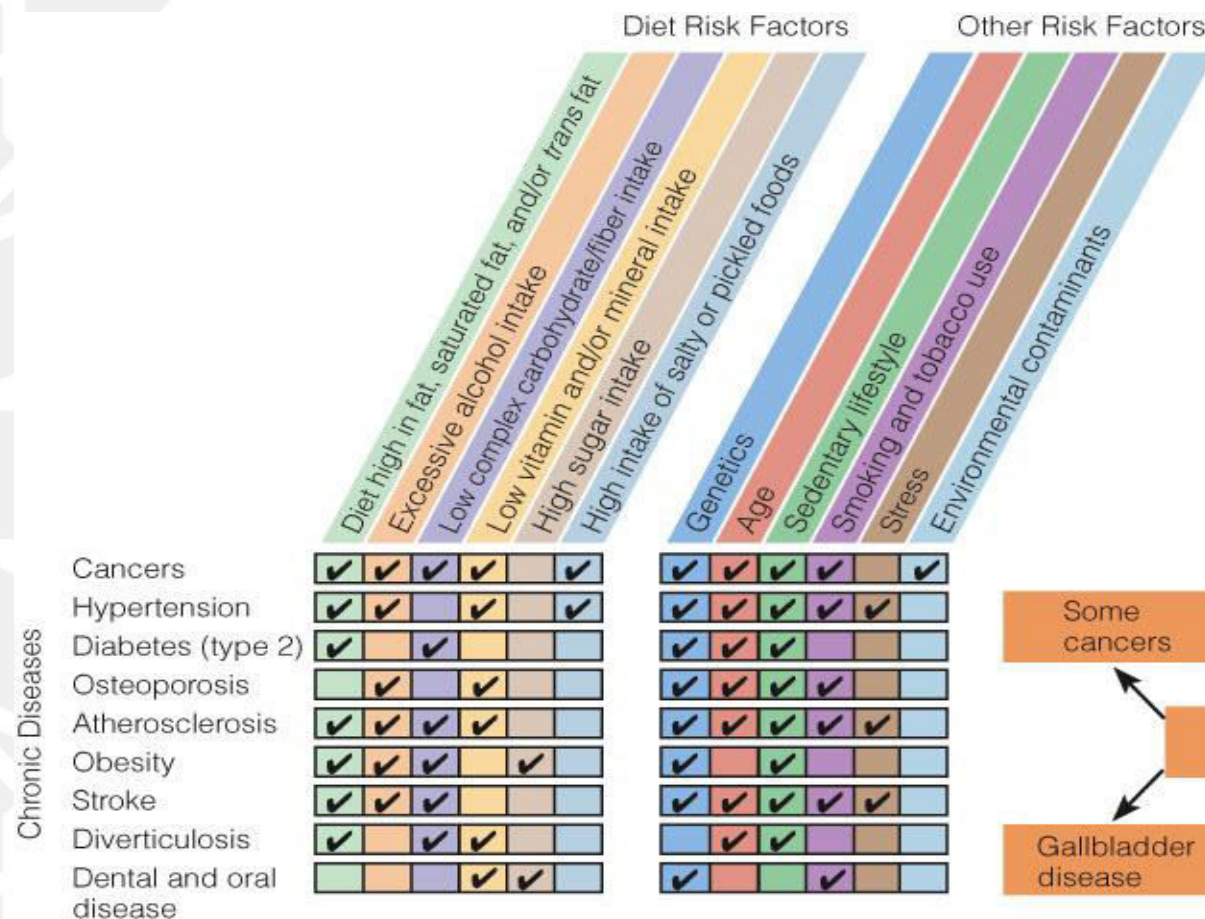 Diet Risk Factors
Other Risk Factors
Diet high in fat, saturated fat, and/or trans fat
Excessive alcohol intake
Low complex carbohydrate/fiber intake
Low vitamin and/or mineral intake
High sugar intake
High intake of salty or pickled foods
Genetics
Age
Sedentary lifestyle
Smoking and tobacco use
Stress
Environmental contaminants
Chronic Diseases
Cancers
Hypertension
Diabetes (type 2)
Osteoporosis
Atherosclerosis
Obesity
Stroke
Diverticulosis
Dental and oral
disease
Some
cancers
Gallbladder
disease